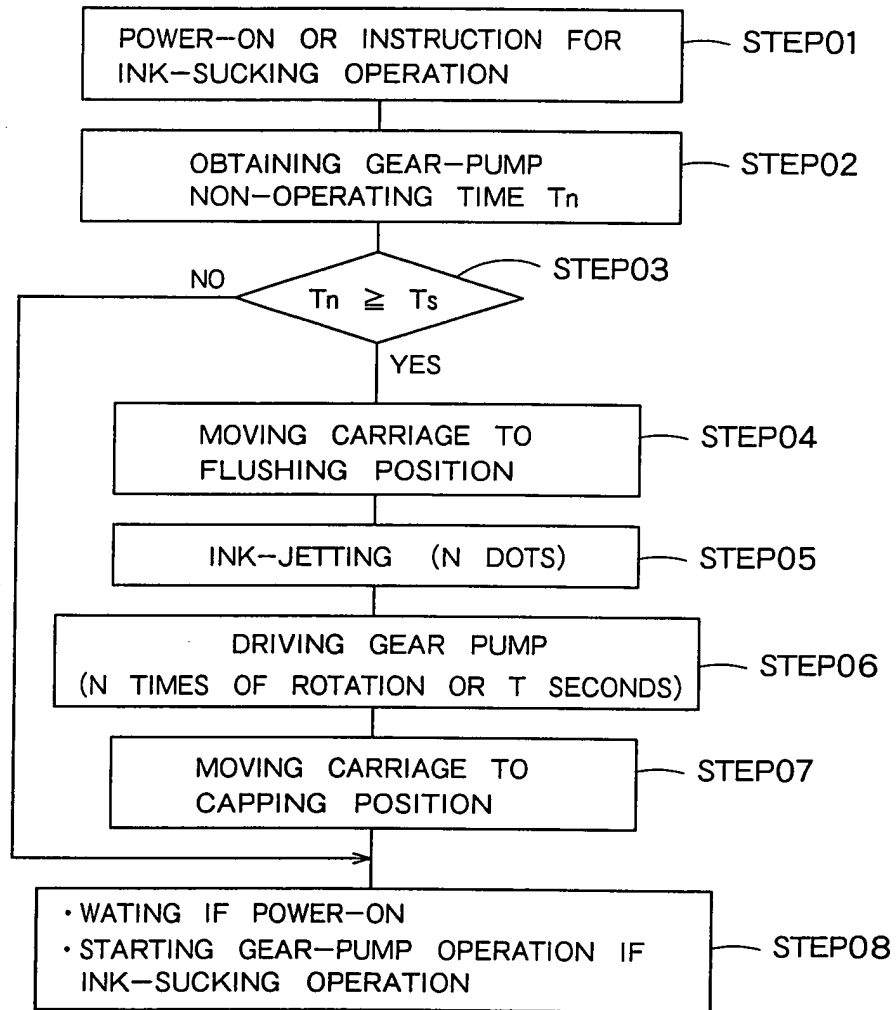 POWER-ON OR INSTRUCTION FOR
INK-SUCKING OPERATION
STEP01
OBTAINING GEAR-PUMP
NON-OPERATING TIME Tn
STEP02
STEP03
NO
Tn ≧ Ts
YES
MOVING CARRIAGE TO
FLUSHING POSITION
STEP04
INK-JETTING (N DOTS)
STEP05
DRIVING GEAR PUMP
(N TIMES OF ROTATION OR T SECONDS)
STEP06
MOVING CARRIAGE TO
CAPPING POSITION
STEP07
・WATING IF POWER-ON
・STARTING GEAR-PUMP OPERATION IF
INK-SUCKING OPERATION
STEP08